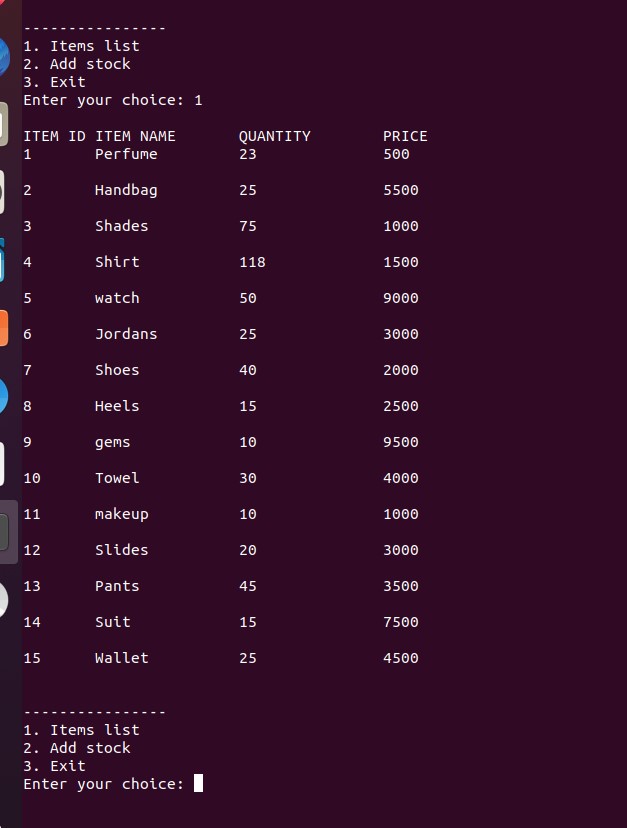 ----------------
1. Items list
2. Add stock
3. Exit
Enter your choice: 1
ITEM ID ITEM NAME QUANTITY PRICE
1 Perfume 23 500
2 Handbag 25 5500
3 Shades 75 1000
4 Shirt 118 1500
5 watch 50 9000
6 Jordans 25 3000
7 Shoes 40 2000
8 Heels 15 2500
9 gems 10 9500
10 Towel 30 4000
11 makeup 10 1000
12 Slides 20 3000
13 Pants 45 3500
14 Suit 15 7500
15 Wallet 25 4500
----------------
1. Items list
2. Add stock
3. Exit
Enter your choice: